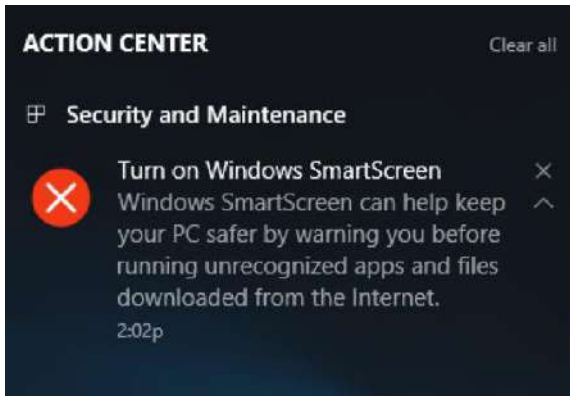 ACTION CENTER
Clear all
Security and Maintenance
Turn on Windows SmartScreen
Windows SmartScreen can help keep
your PC safer by warning you before
running unrecognized apps and files
downloaded from the Internet.
2:02p